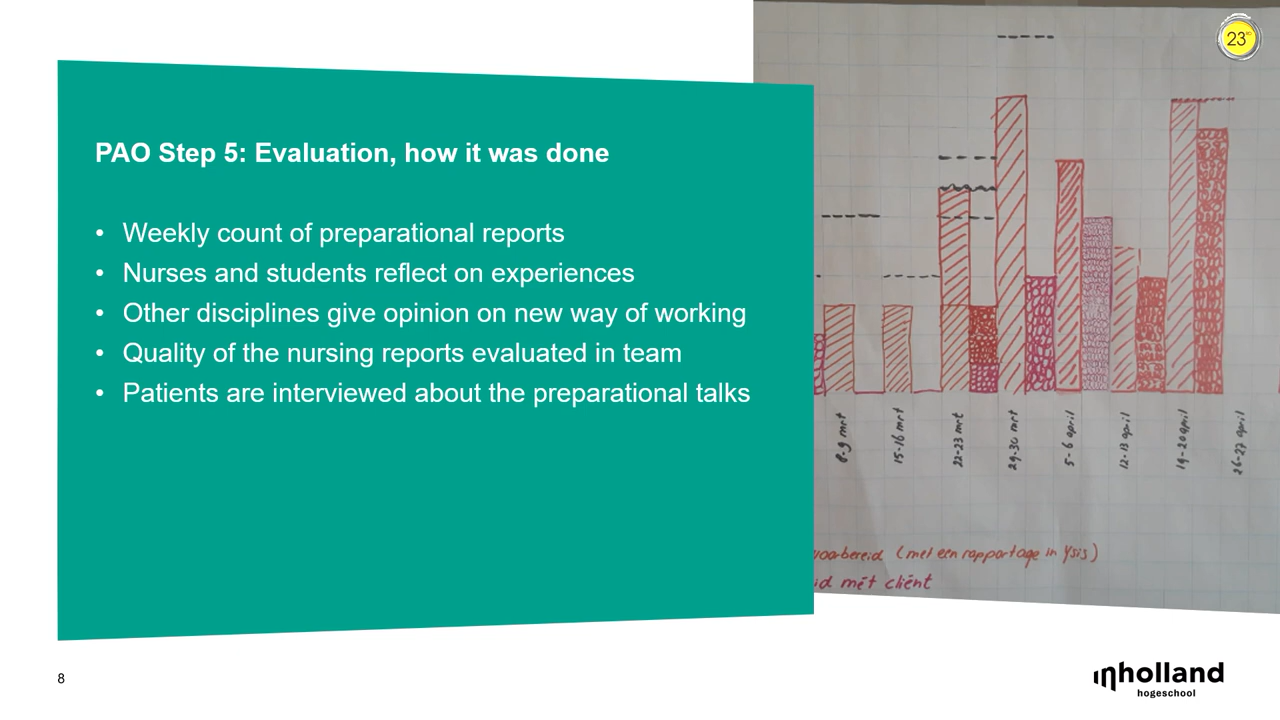 PAO Step 5: Evaluation, how it was done
• Weekly count of preparational reports
• Nurses and students reflect on experiences
• Other disciplines give opinion on new way of working
• Quality of the nursing reports evaluated in team
• Patients are interviewed about the preparational talks
23
8-9 mrt
15-16 mrt
22-23 mrt
29-30 mrt
5-6 april
12-13 april
19-20 april
26-27 april
voorbereid (met een rapportage in Ysis)
id mét cliënt
8
inholland
hogeschool